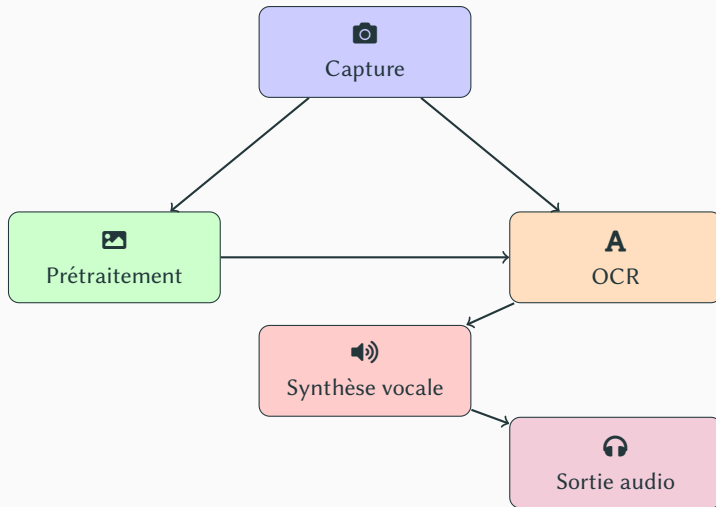 Capture
Prétraitement
OCR
Synthèse vocale
Sortie audio